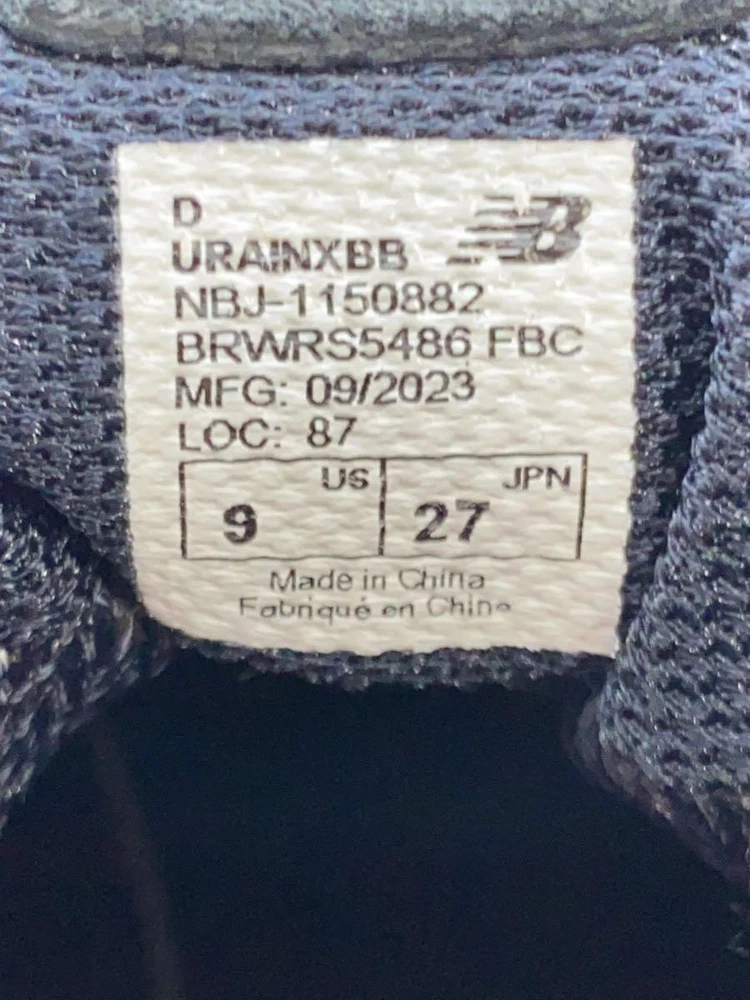 D
URAINXBB
NBJ-1150882
BRWRS5486 FBC
MFG: 09/2023
LOC: 87
US JPN
9 27
Made in China
Fabriqué en Chine